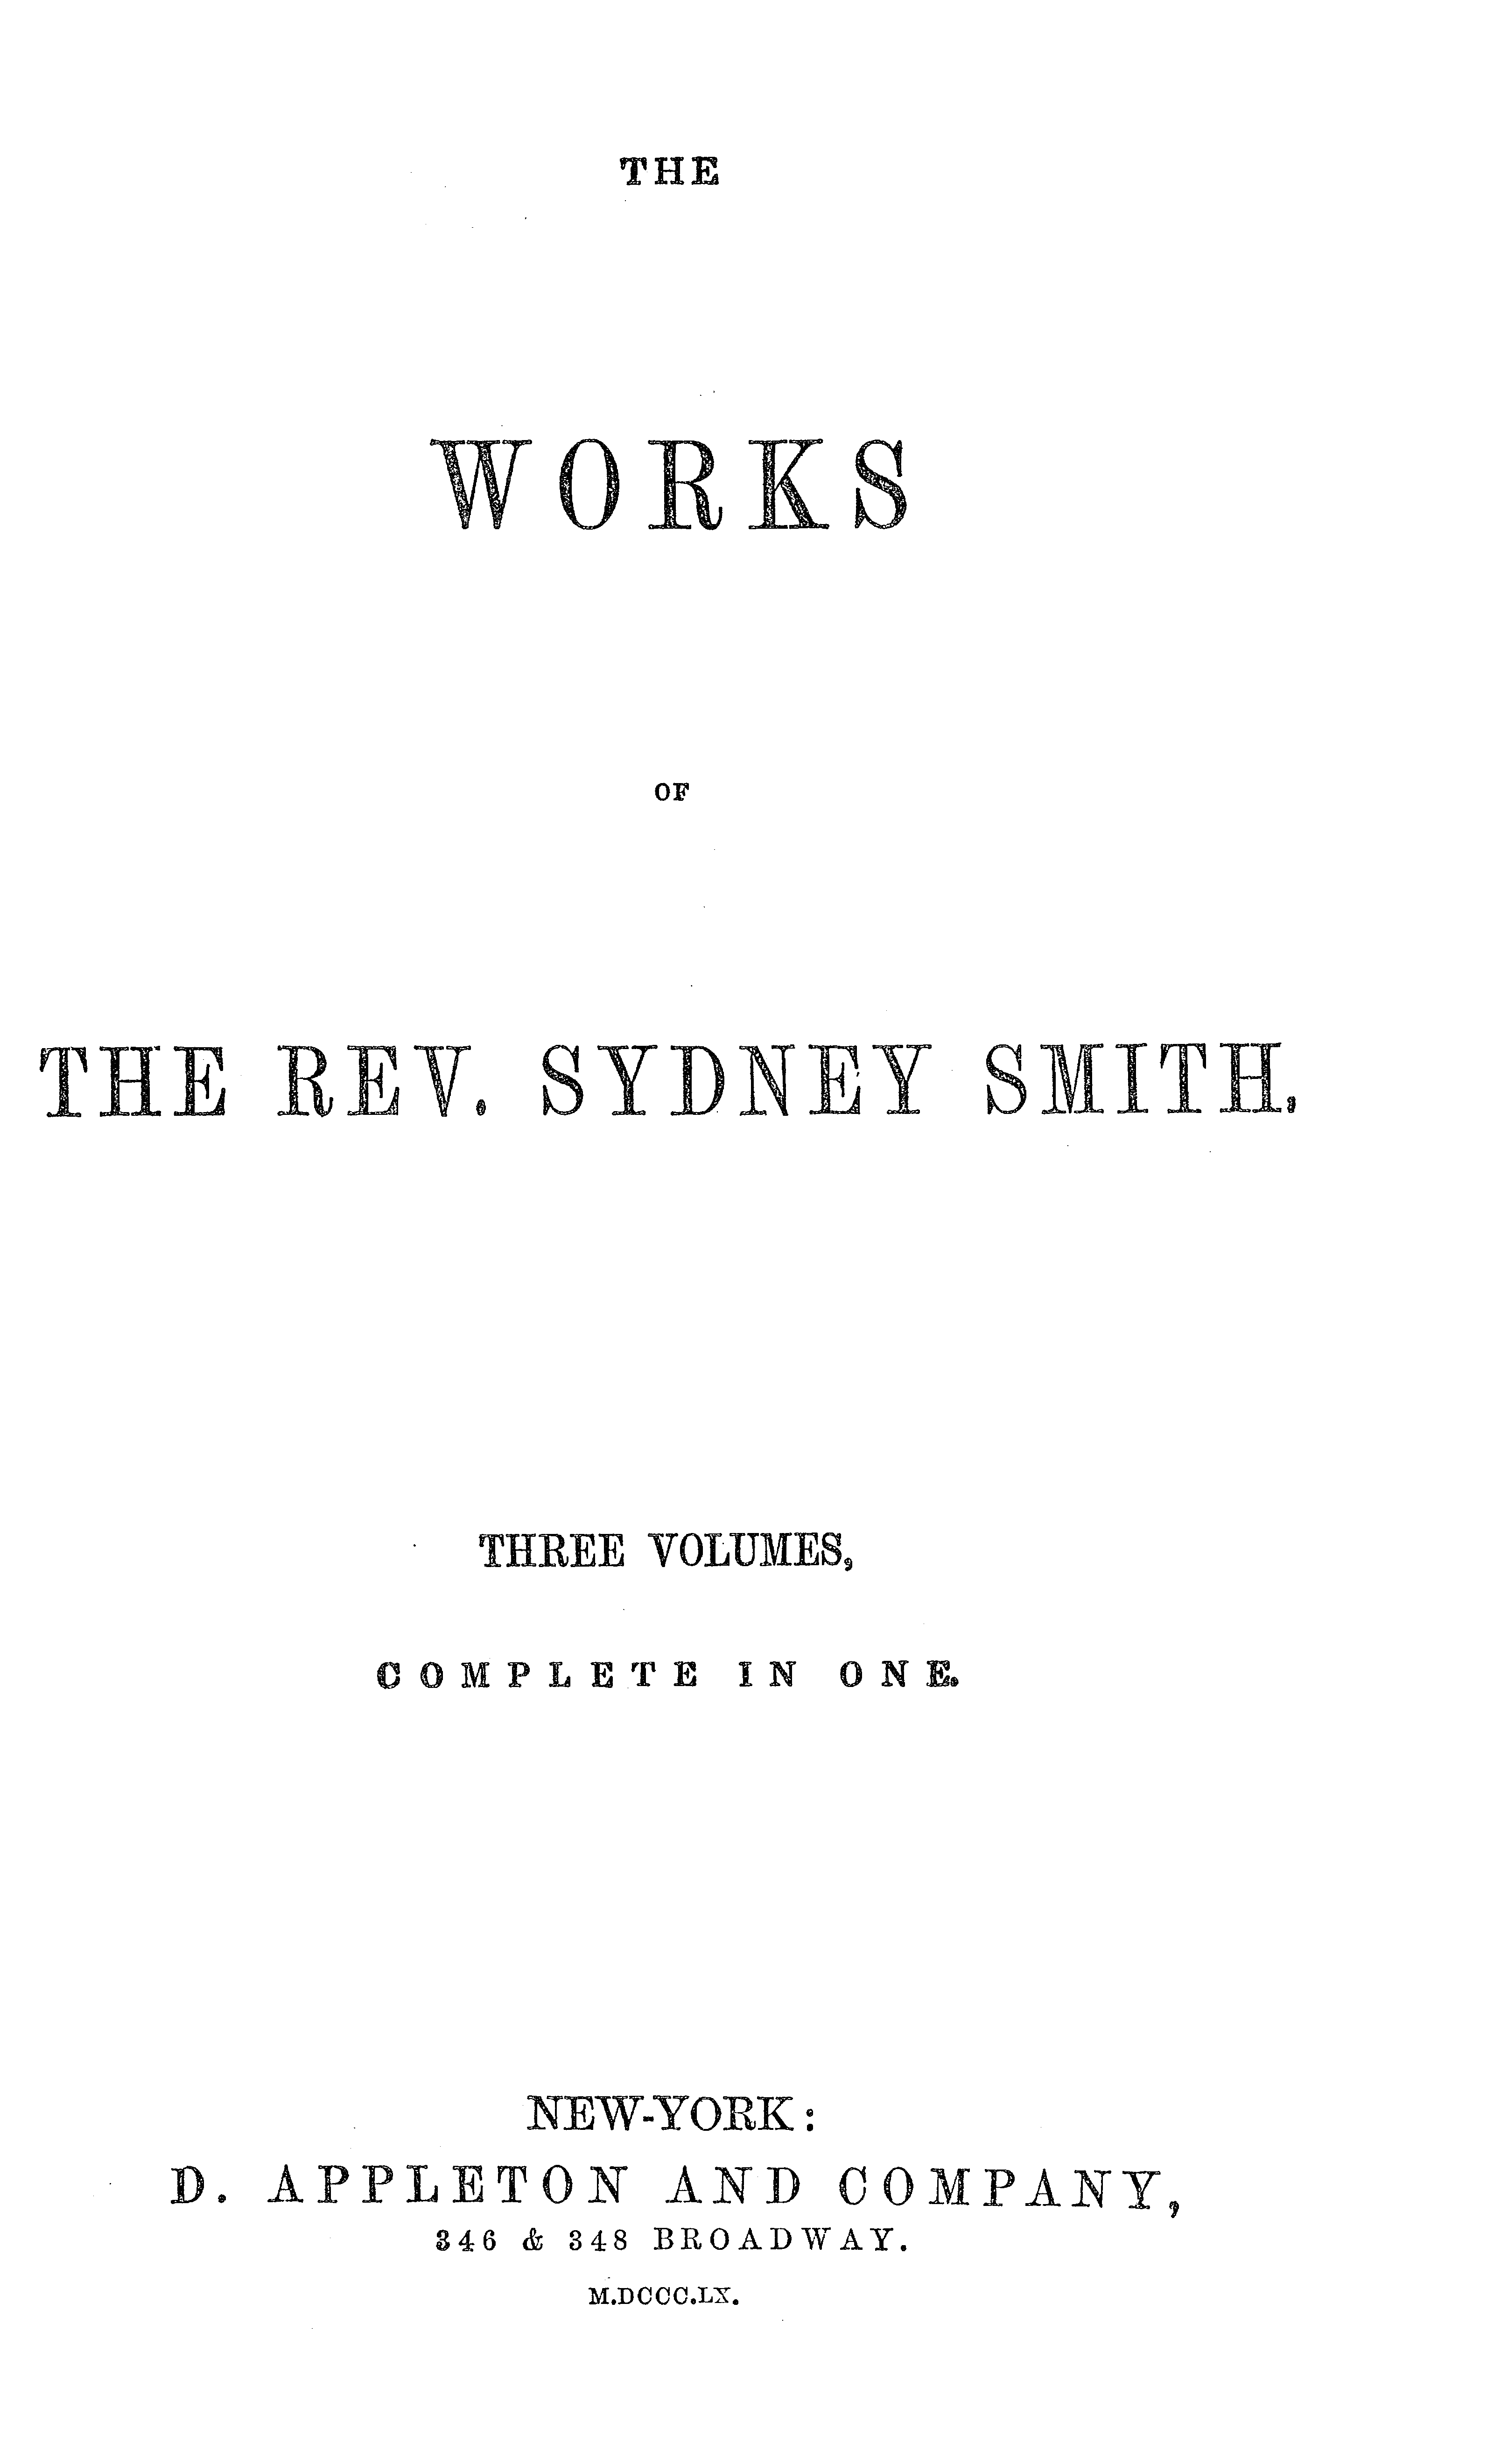 THE
WORKS
OF
THE REV. SYDNEY SMITH.
THREE VOLUMES,
COMPLETE IN ONE.
NEW-YORK:
D. APPLETON AND COMPANY,
346 & 348 BROADWAY.
M.DCCC.LX.